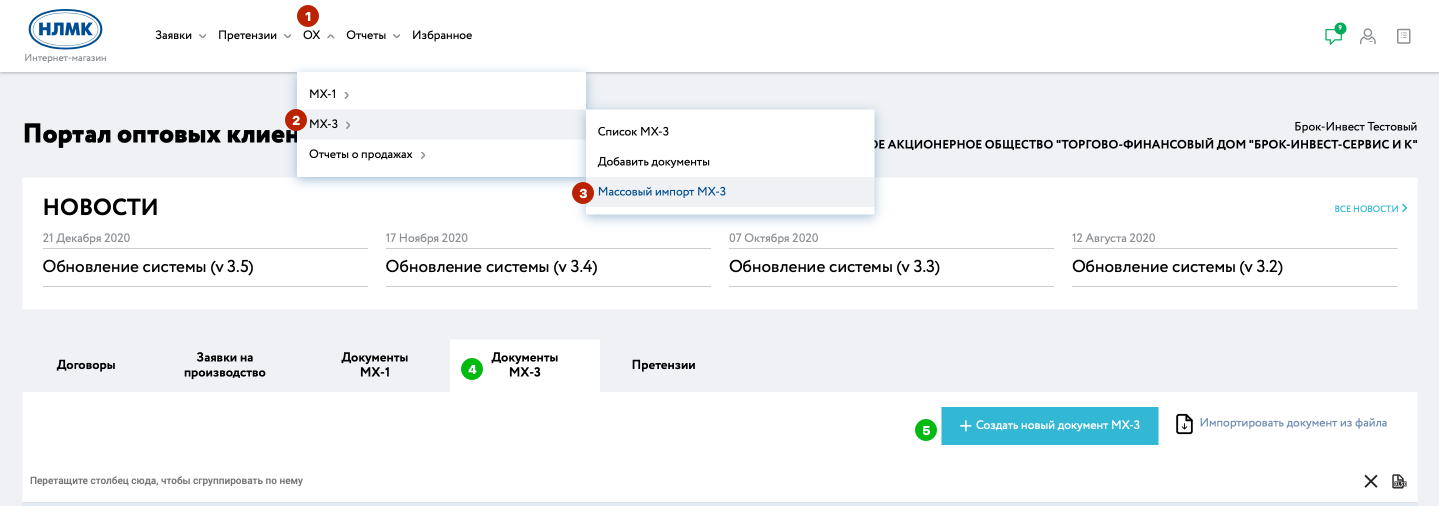 НЛМК
Интернет-магазин
Заявки
Претензии
1
ОХ
Отчеты
Избранное
9
МХ-1
2
МХ-3
Отчеты о продажах
Список МХ-3
Добавить документы
3
Массовый импорт МХ-3
Портал оптовых
Брок-Инвест Тестовый
АКЦИОНЕРНОЕ ОБЩЕСТВО "ТОРГОВО-ФИНАНСОВЫЙ ДОМ "БРОК-ИНВЕСТ-СЕРВИС И К"
НОВОСТИ
ВСЕ НОВОСТИ
21 Декабря 2020
Обновление системы (v 3.5)
17 Ноября 2020
Обновление системы (v 3.4)
07 Октября 2020
Обновление системы (v 3.3)
12 Августа 2020
Обновление системы (v 3.2)
Договоры
Заявки на
производство
Документы
МХ-1
4
Документы
МХ-3
Претензии
5
Создать новый документ МХ-3
Импортировать документ из файла
Перетащите столбец сюда, чтобы сгруппировать по нему